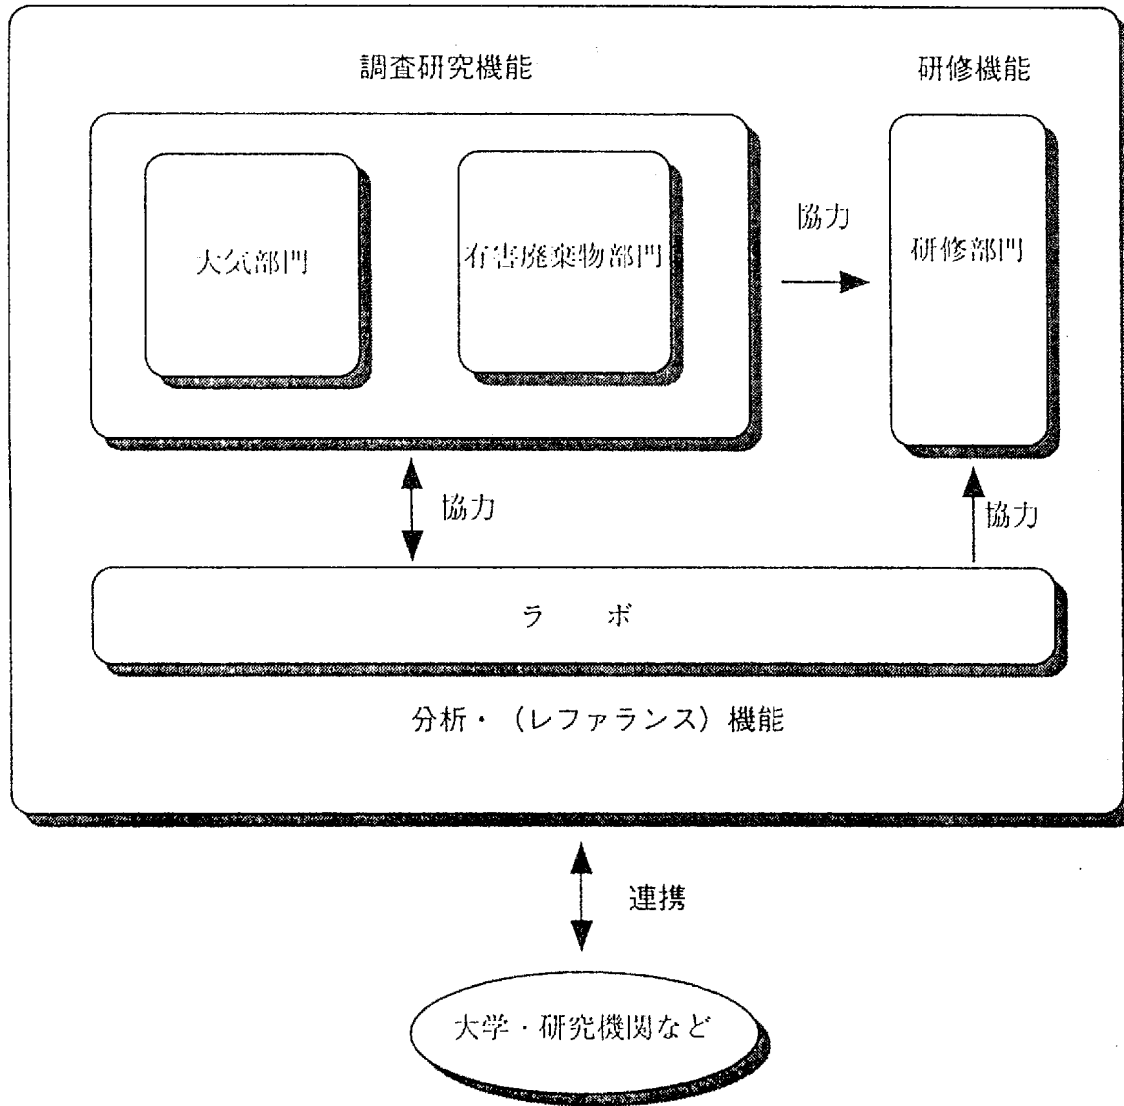 調査研究機能
研修機能
大気部門
有害廃棄物部門
協力
研修部門
協力
協力
ラ　ボ
分析・（レファランス）機能
連携
大学・研究機関など